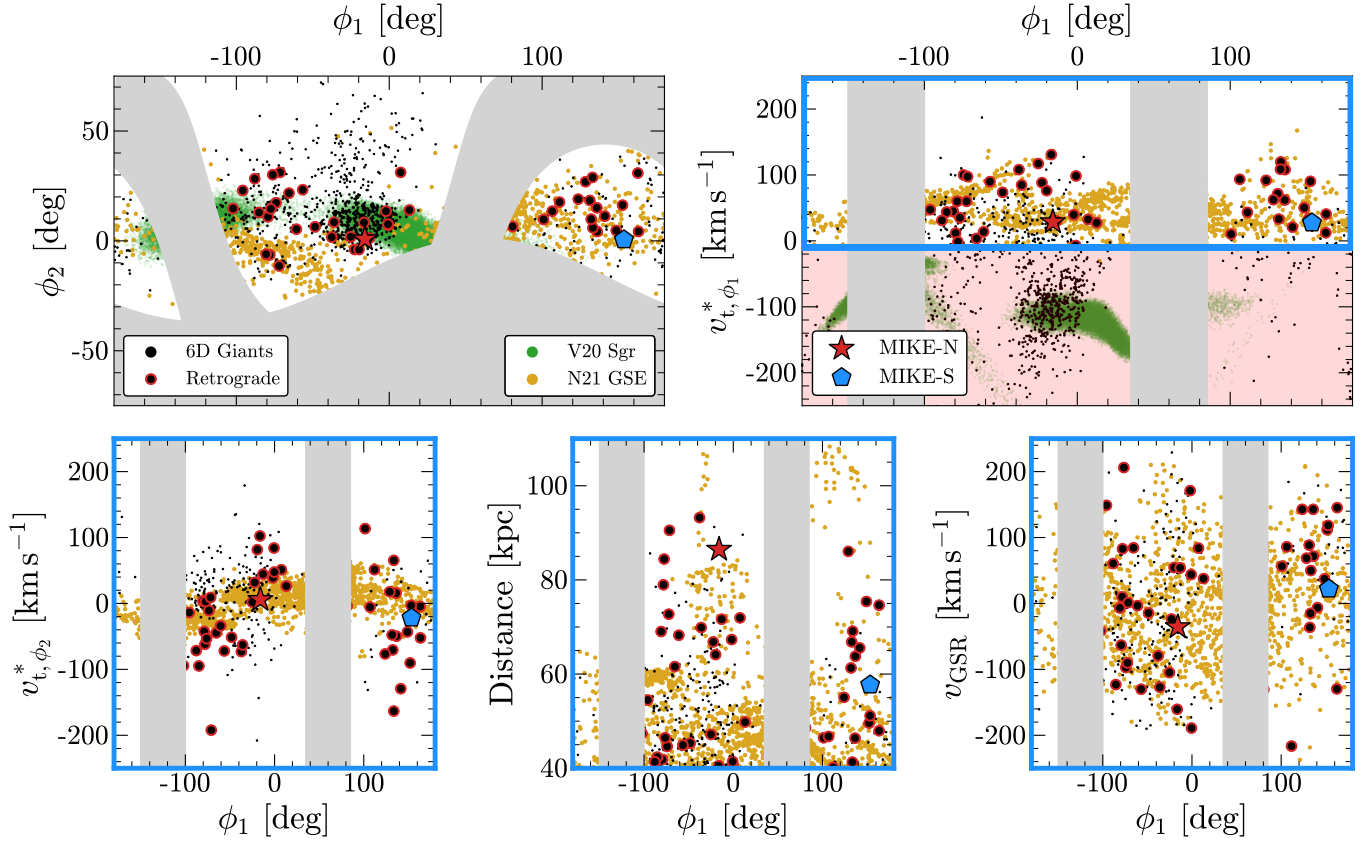 ϕ₁ [deg]
-100 0 100
50
0
-50
ϕ₂ [deg]
6D Giants
Retrograde
V20 Sgr
N21 GSE
ϕ₁ [deg]
-100 0 100
200
100
0
-100
-200
v*t, ϕ₁ [km s⁻¹]
MIKE-N
MIKE-S
200
100
0
-100
-200
v*t, ϕ₂ [km s⁻¹]
-100 0 100
ϕ₁ [deg]
100
80
60
40
Distance [kpc]
-100 0 100
ϕ₁ [deg]
200
100
0
-100
-200
vGSR [km s⁻¹]
-100 0 100
ϕ₁ [deg]